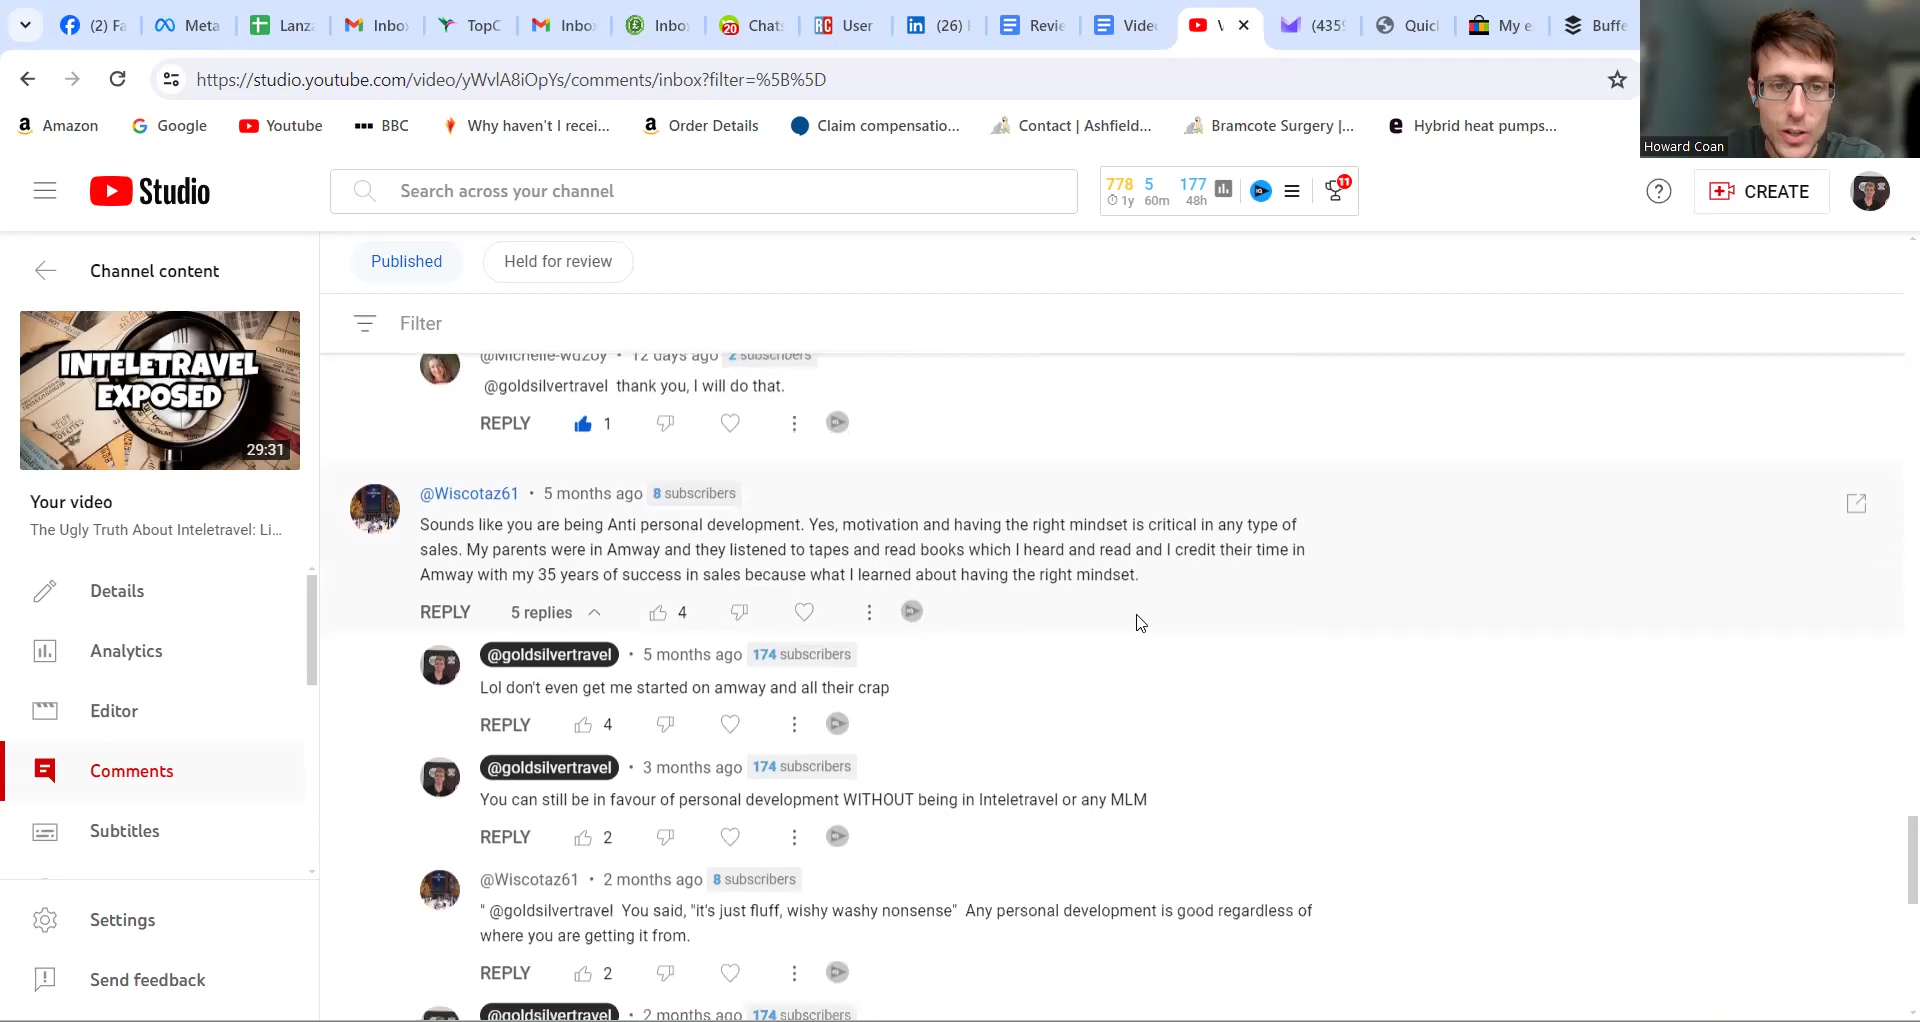 (2) Fa
Meta
Lanz
Inbo
TopC
Inbo
Inbo
Chats
User
(26)
Revie
Vide
(435
Quic
My e
Buffe
https://studio.youtube.com/video/yWvlA8iOpYs/comments/inbox?filter=%5B%5D
Amazon
Google
Youtube
BBC
Why haven't I recei...
Order Details
Claim compensatio...
Contact | Ashfield...
Bramcote Surgery |...
Hybrid heat pumps...
Howard Coan
Studio
Search across your channel
778 5 177
1y 60m 48h
11
CREATE
Channel content
INTELETRAVEL
EXPOSED
29:31
Your video
The Ugly Truth About Inteletravel: Li...
Details
Analytics
Editor
Comments
Subtitles
Settings
Send feedback
Published
Held for review
Filter
12 days ago 2 subscribers
@goldsilvertravel thank you, I will do that.
REPLY 1
@Wiscotaz61 • 5 months ago 8 subscribers
Sounds like you are being Anti personal development. Yes, motivation and having the right mindset is critical in any type of
sales. My parents were in Amway and they listened to tapes and read books which I heard and read and I credit their time in
Amway with my 35 years of success in sales because what I learned about having the right mindset.
REPLY 5 replies 4
@goldsilvertravel • 5 months ago 174 subscribers
Lol don't even get me started on amway and all their crap
REPLY 4
@goldsilvertravel • 3 months ago 174 subscribers
You can still be in favour of personal development WITHOUT being in Inteletravel or any MLM
REPLY 2
@Wiscotaz61 • 2 months ago 8 subscribers
" @goldsilvertravel You said, "it's just fluff, wishy washy nonsense" Any personal development is good regardless of
where you are getting it from.
REPLY 2
@goldsilvertravel • 2 months ago 174 subscribers